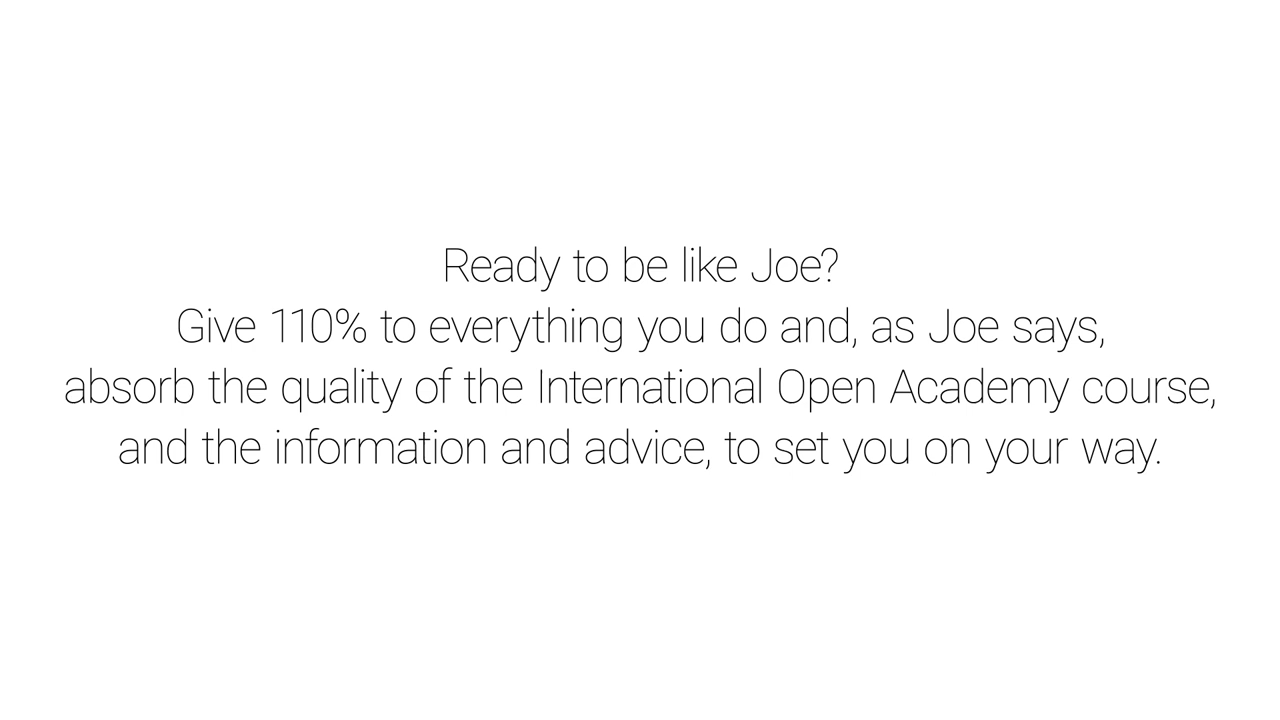 Ready to be like Joe?
Give 110% to everything you do and, as Joe says,
absorb the quality of the International Open Academy course,
and the information and advice, to set you on your way.